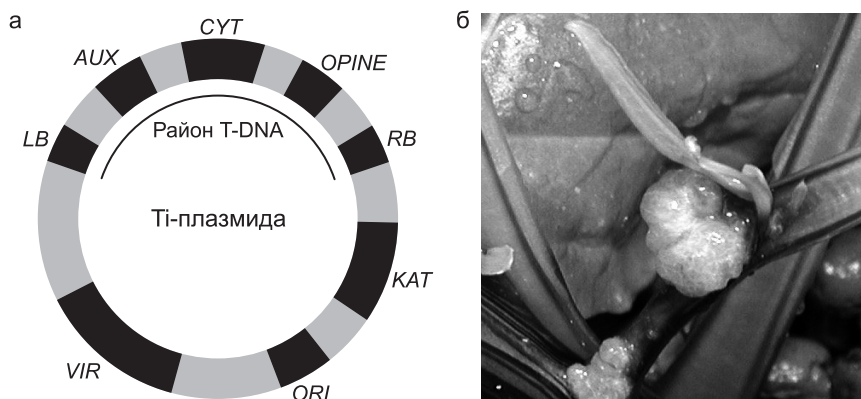 а
CYT
AUX
OPINE
LB
RB
Район T-DNA
Ti-плазмида
KAT
VIR
ORI
б